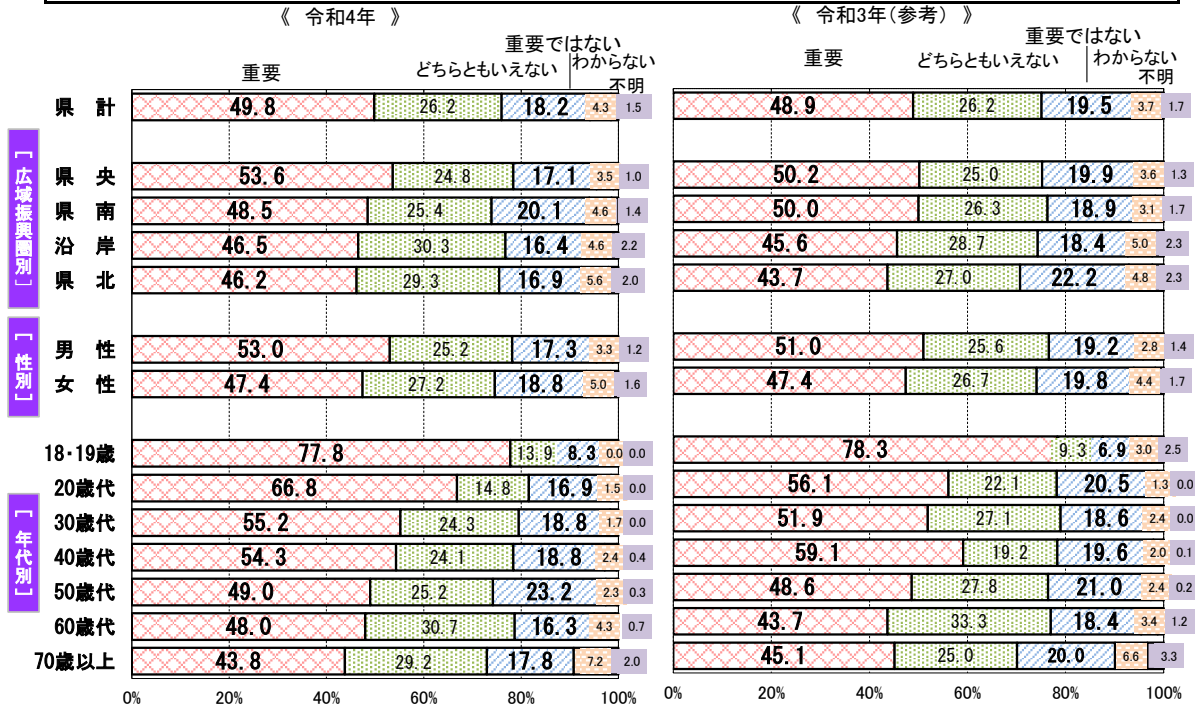 《 令和4年 》
《 令和3年(参考) 》
重要
どちらともいえない
重要ではない
わからない
不明
重要
どちらともいえない
重要ではない
わからない
不明
県 計 49.8 26.2 18.2 4.3 1.5 48.9 26.2 19.5 3.7 1.7
[広域振興圏別]
県 央 53.6 24.8 17.1 3.5 1.0 50.2 25.0 19.9 3.6 1.3
県 南 48.5 25.4 20.1 4.6 1.4 50.0 26.3 18.9 3.1 1.7
沿 岸 46.5 30.3 16.4 4.6 2.2 45.6 28.7 18.4 5.0 2.3
県 北 46.2 29.3 16.9 5.6 2.0 43.7 27.0 22.2 4.8 2.3
[性別]
男 性 53.0 25.2 17.3 3.3 1.2 51.0 25.6 19.2 2.8 1.4
女 性 47.4 27.2 18.8 5.0 1.6 47.4 26.7 19.8 4.4 1.7
[年代別]
18・19歳 77.8 13.9 8.3 0.0 0.0 78.3 9.3 6.9 3.0 2.5
20歳代 66.8 14.8 16.9 1.5 0.0 56.1 22.1 20.5 1.3 0.0
30歳代 55.2 24.3 18.8 1.7 0.0 51.9 27.1 18.6 2.4 0.0
40歳代 54.3 24.1 18.8 2.4 0.4 59.1 19.2 19.6 2.0 0.1
50歳代 49.0 25.2 23.2 2.3 0.3 48.6 27.8 21.0 2.4 0.2
60歳代 48.0 30.7 16.3 4.3 0.7 43.7 33.3 18.4 3.4 1.2
70歳以上 43.8 29.2 17.8 7.2 2.0 45.1 25.0 20.0 6.6 3.3
0% 20% 40% 60% 80% 100%
0% 20% 40% 60% 80% 100%